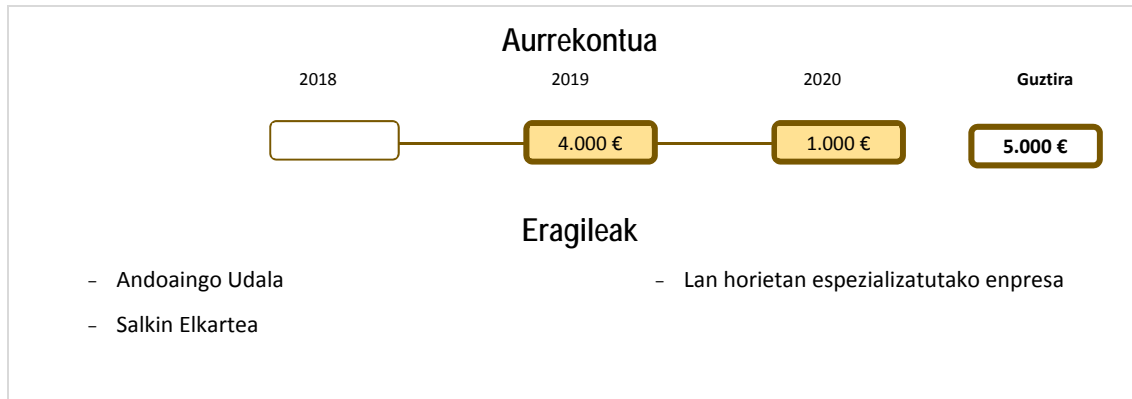 Aurrekontua
2018 2019 2020 Guztira
4.000 € 1.000 € 5.000 €
Eragileak
- Andoaingo Udala
- Salkin Elkartea
- Lan horietan espezializatutako enpresa